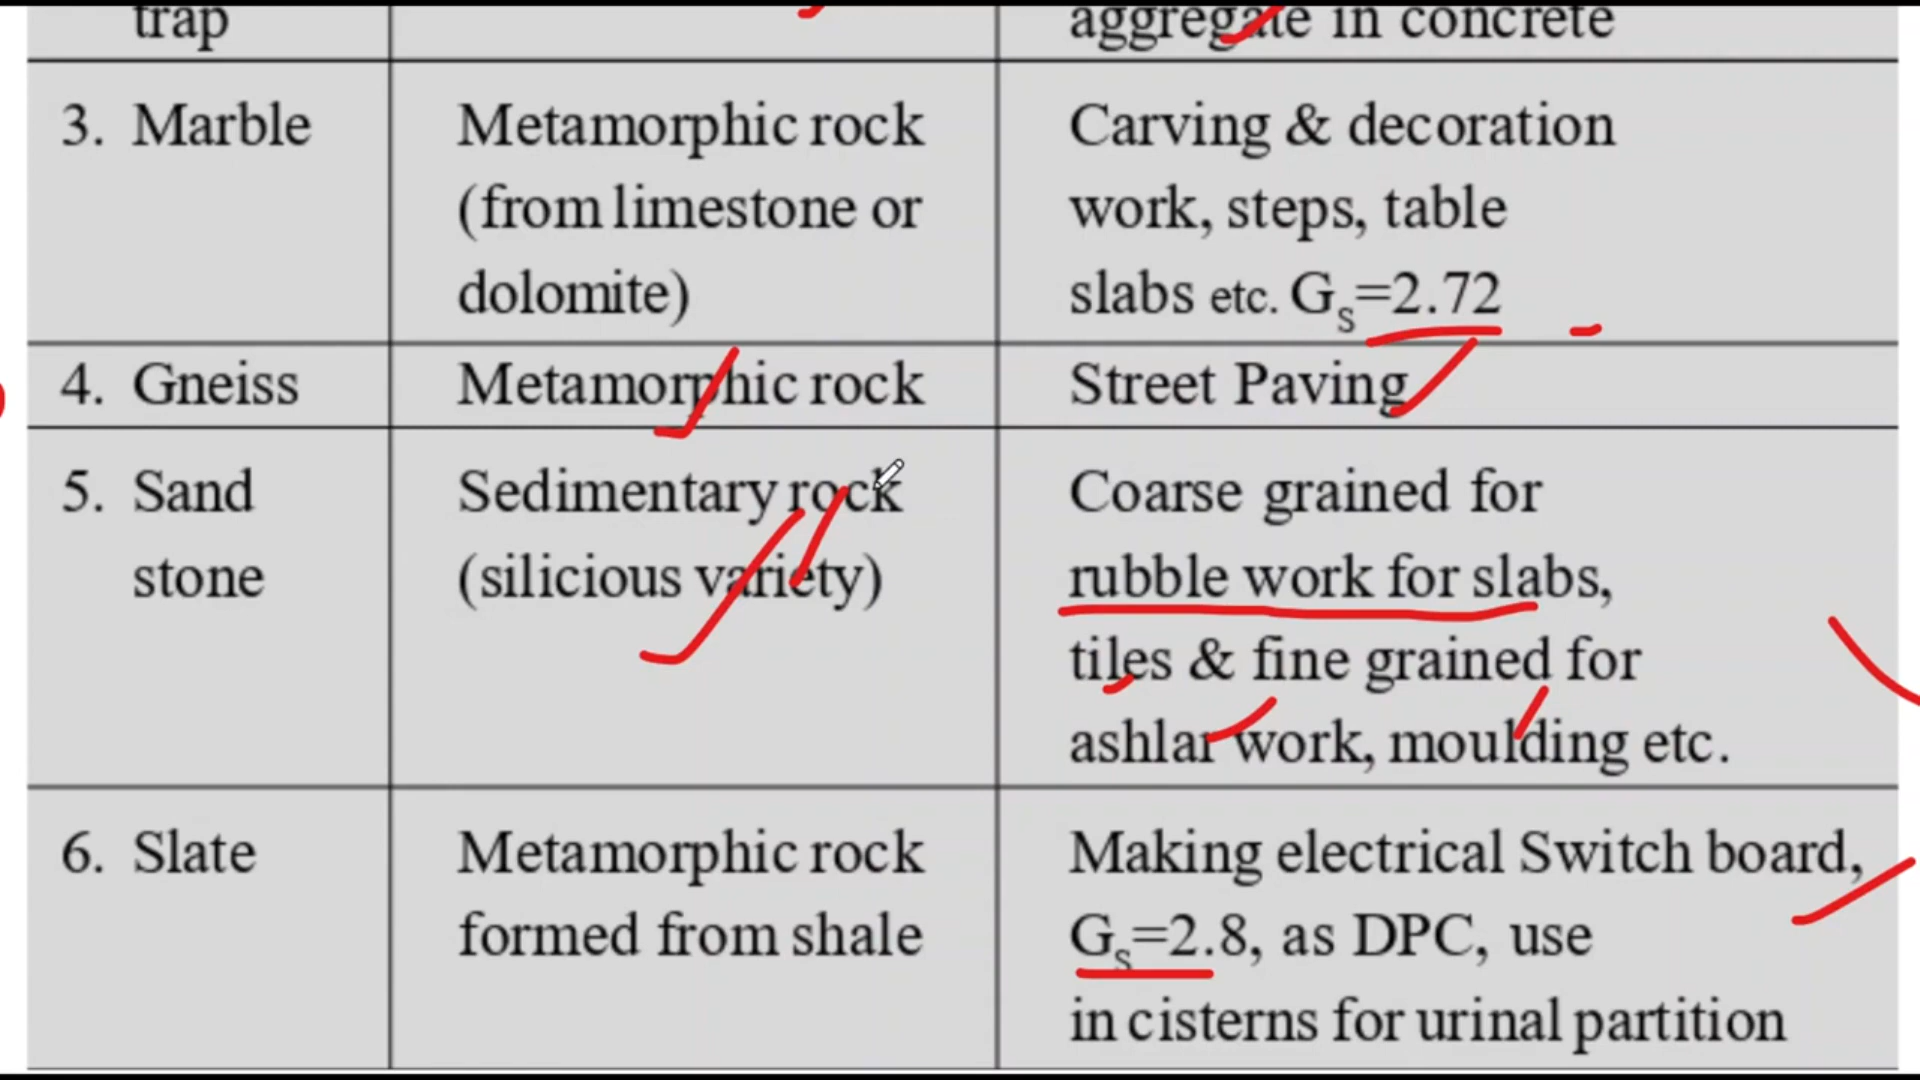 trap
aggregate in concrete
3. Marble
Metamorphic rock
(from limestone or
dolomite)
Carving & decoration
work, steps, table
slabs etc. Gs=2.72
4. Gneiss
Metamorphic rock
Street Paving
5. Sand
stone
Sedimentary rock
(silicious variety)
Coarse grained for
rubble work for slabs,
tiles & fine grained for
ashlar work, moulding etc.
6. Slate
Metamorphic rock
formed from shale
Making electrical Switch board,
Gs=2.8, as DPC, use
in cisterns for urinal partition